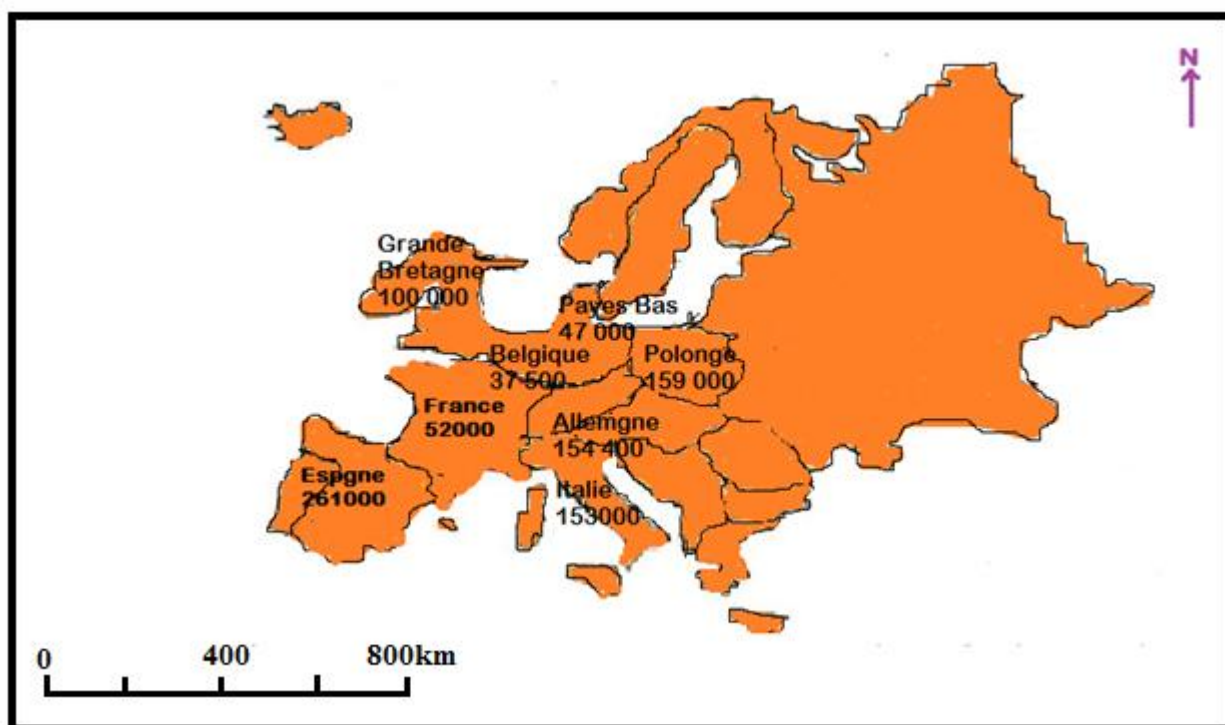 N
Grande
Bretagne
100 000
Payes Bas
47 000
Belgique
37 500
Polonge
159 000
France
52000
Allemgne
154 400
Espgne
261000
Italie
153000
0 400 800km